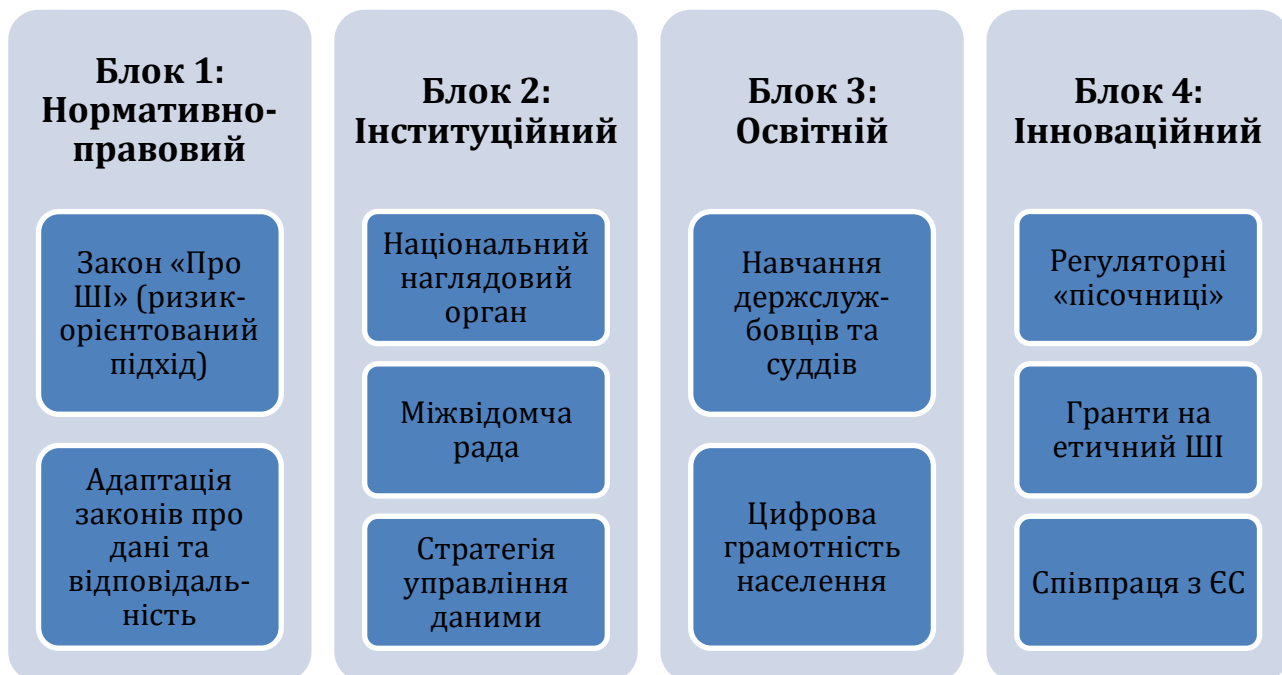 Блок 1:
Нормативно-
правовий
Закон «Про
ШІ» (ризик-
орієнтований
підхід)
Адаптація
законів про
дані та
відповідаль-
ність
Блок 2:
Інституційний
Національний
наглядовий
орган
Міжвідомча
рада
Стратегія
управління
даними
Блок 3:
Освітній
Навчання
держслуж-
бовців та
суддів
Цифрова
грамотність
населення
Блок 4:
Інноваційний
Регуляторні
«пісочниці»
Гранти на
етичний ШІ
Співпраця з ЄС